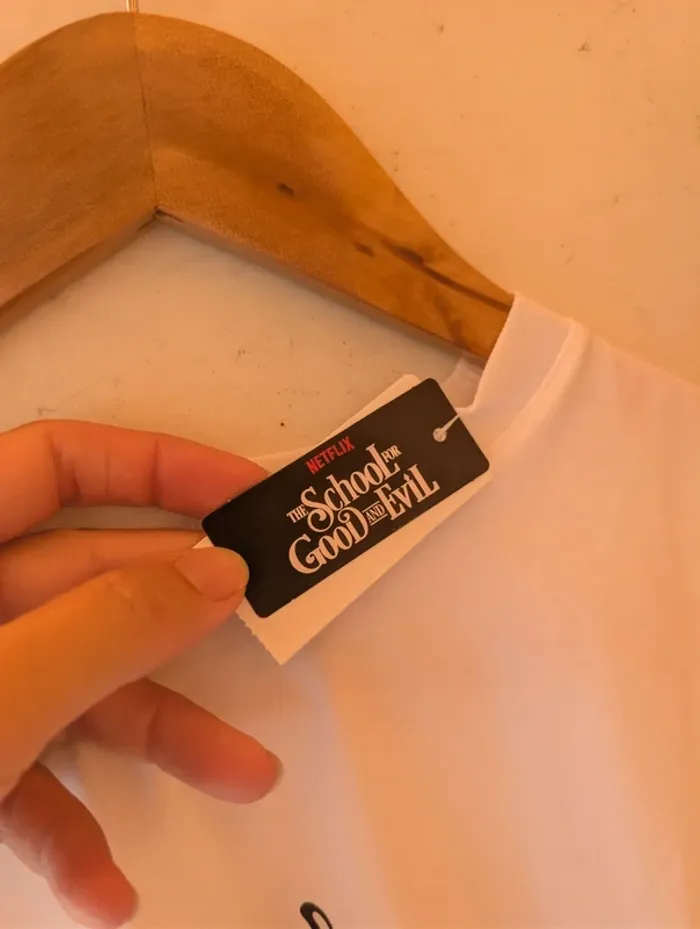 NETFLIX
THE SCHOOL FOR
GOOD AND EVIL